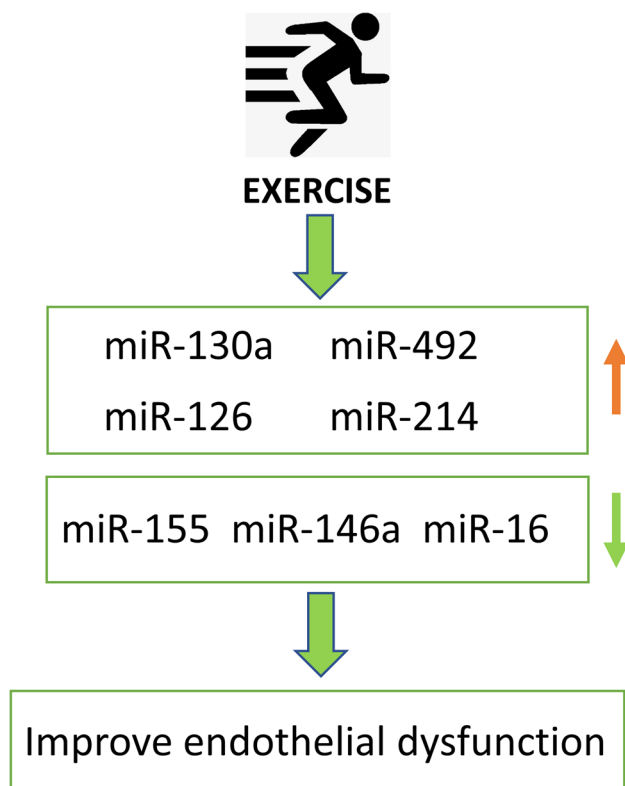 EXERCISE
miR-130a miR-492
miR-126 miR-214
miR-155 miR-146a miR-16
Improve endothelial dysfunction